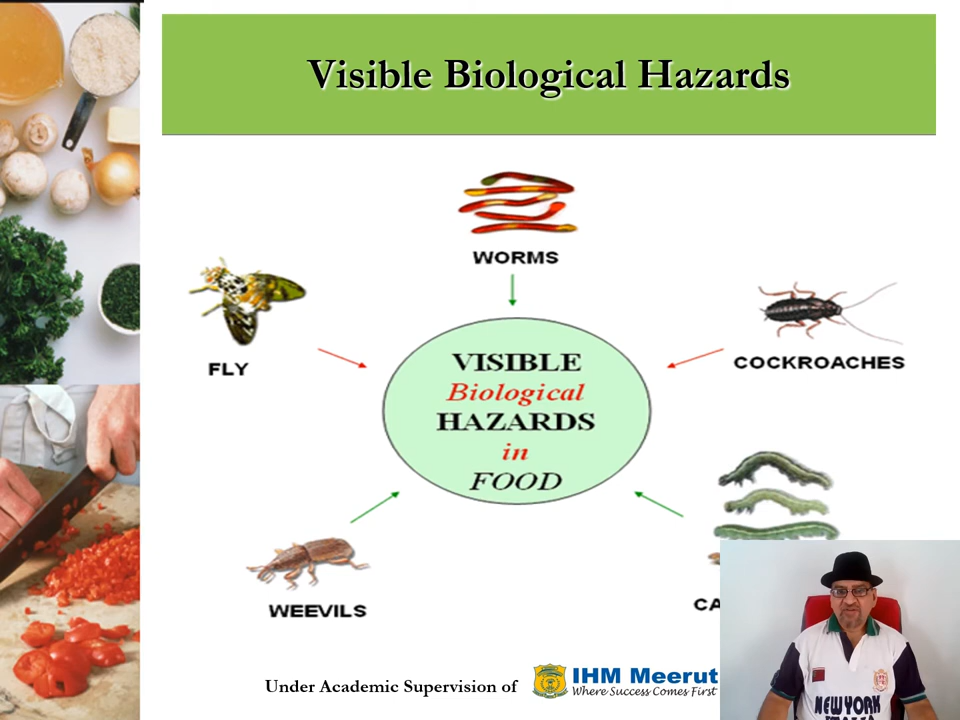 Visible Biological Hazards
WORMS
FLY
COCKROACHES
VISIBLE
Biological
HAZARDS
in
FOOD
WEEVILS
Under Academic Supervision of
IHM Meerut
Where Success Comes First
NEWYORK